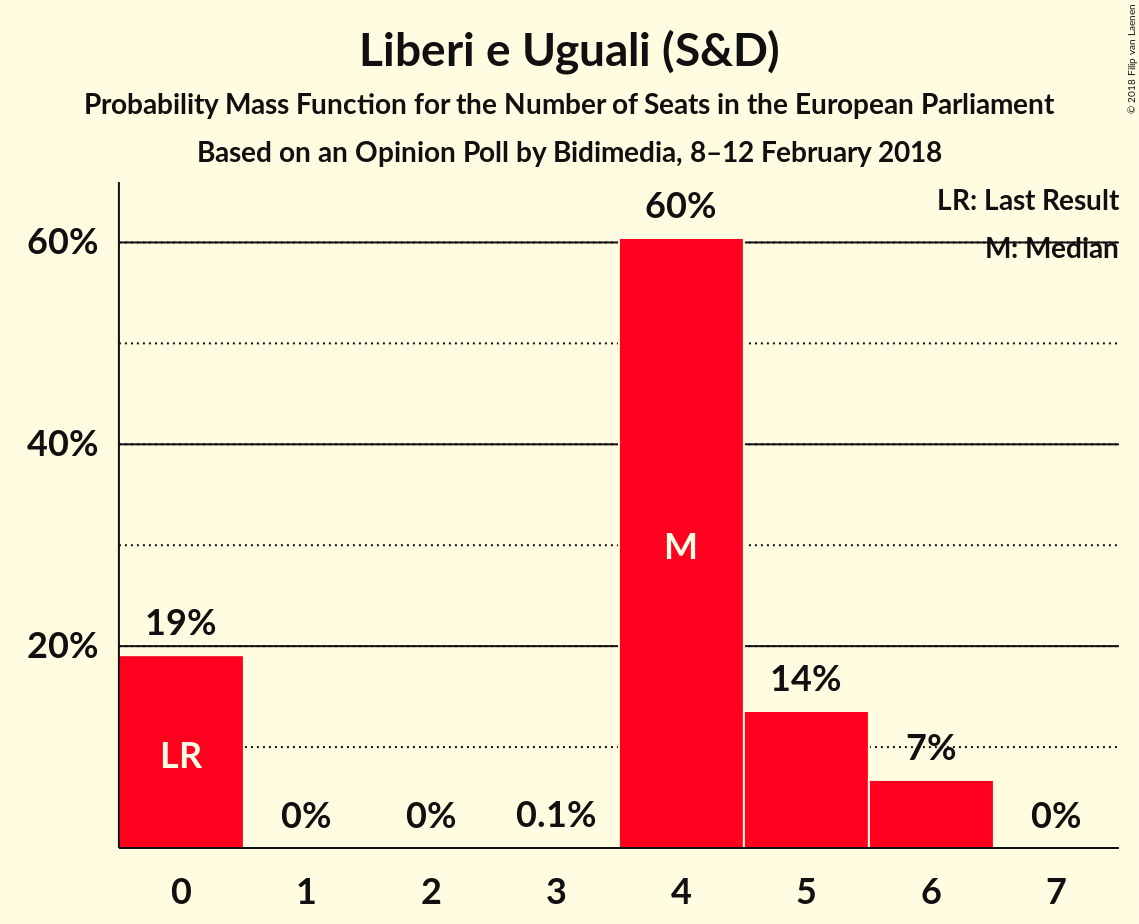 Liberi e Uguali (S&D)
Probability Mass Function for the Number of Seats in the European Parliament
Based on an Opinion Poll by Bidimedia, 8–12 February 2018
© 2018 Filip van Laenen
LR: Last Result
M: Median
60%
40%
20%
19%
0%
0%
0.1%
60%
14%
7%
0%
LR
M
0 1 2 3 4 5 6 7